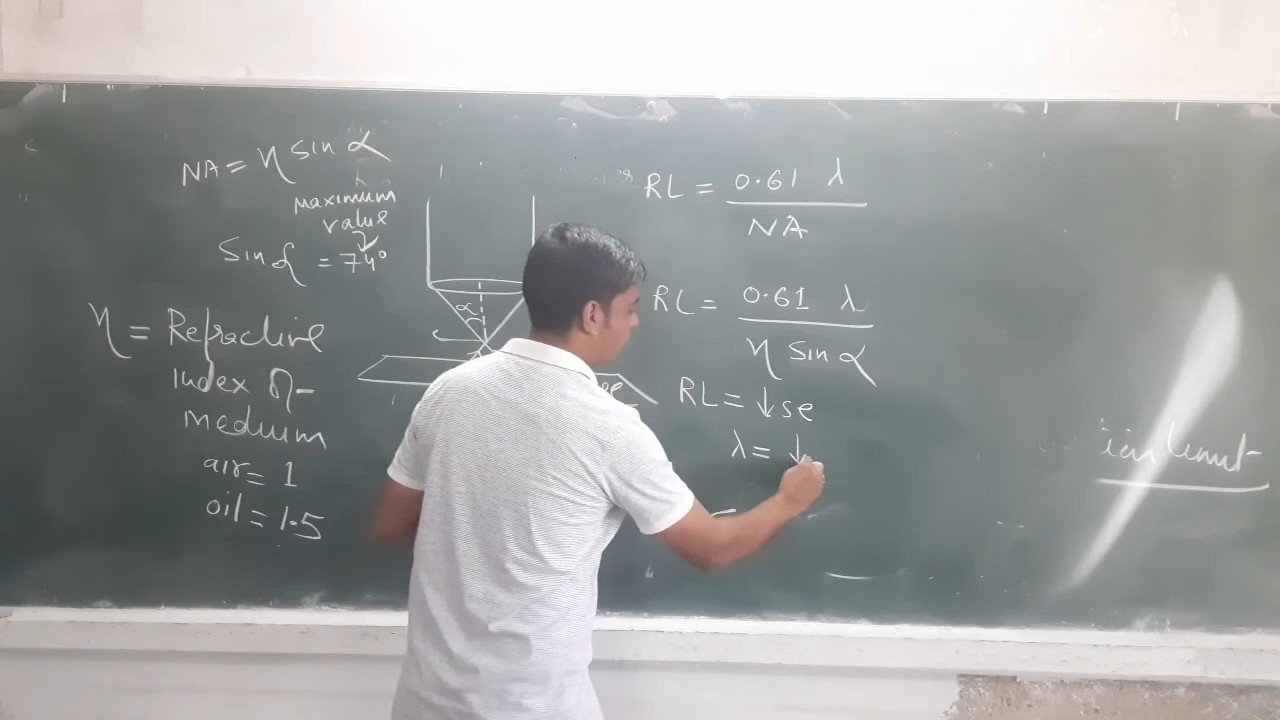 NA = η sin α
maximum
value
Sin α = 74°
η = Refractive
index of
medium
air = 1
oil = 1.5
α
RL = 0.61 λ / NA
RL = 0.61 λ / η sin α
RL = ↓se
λ = ↓